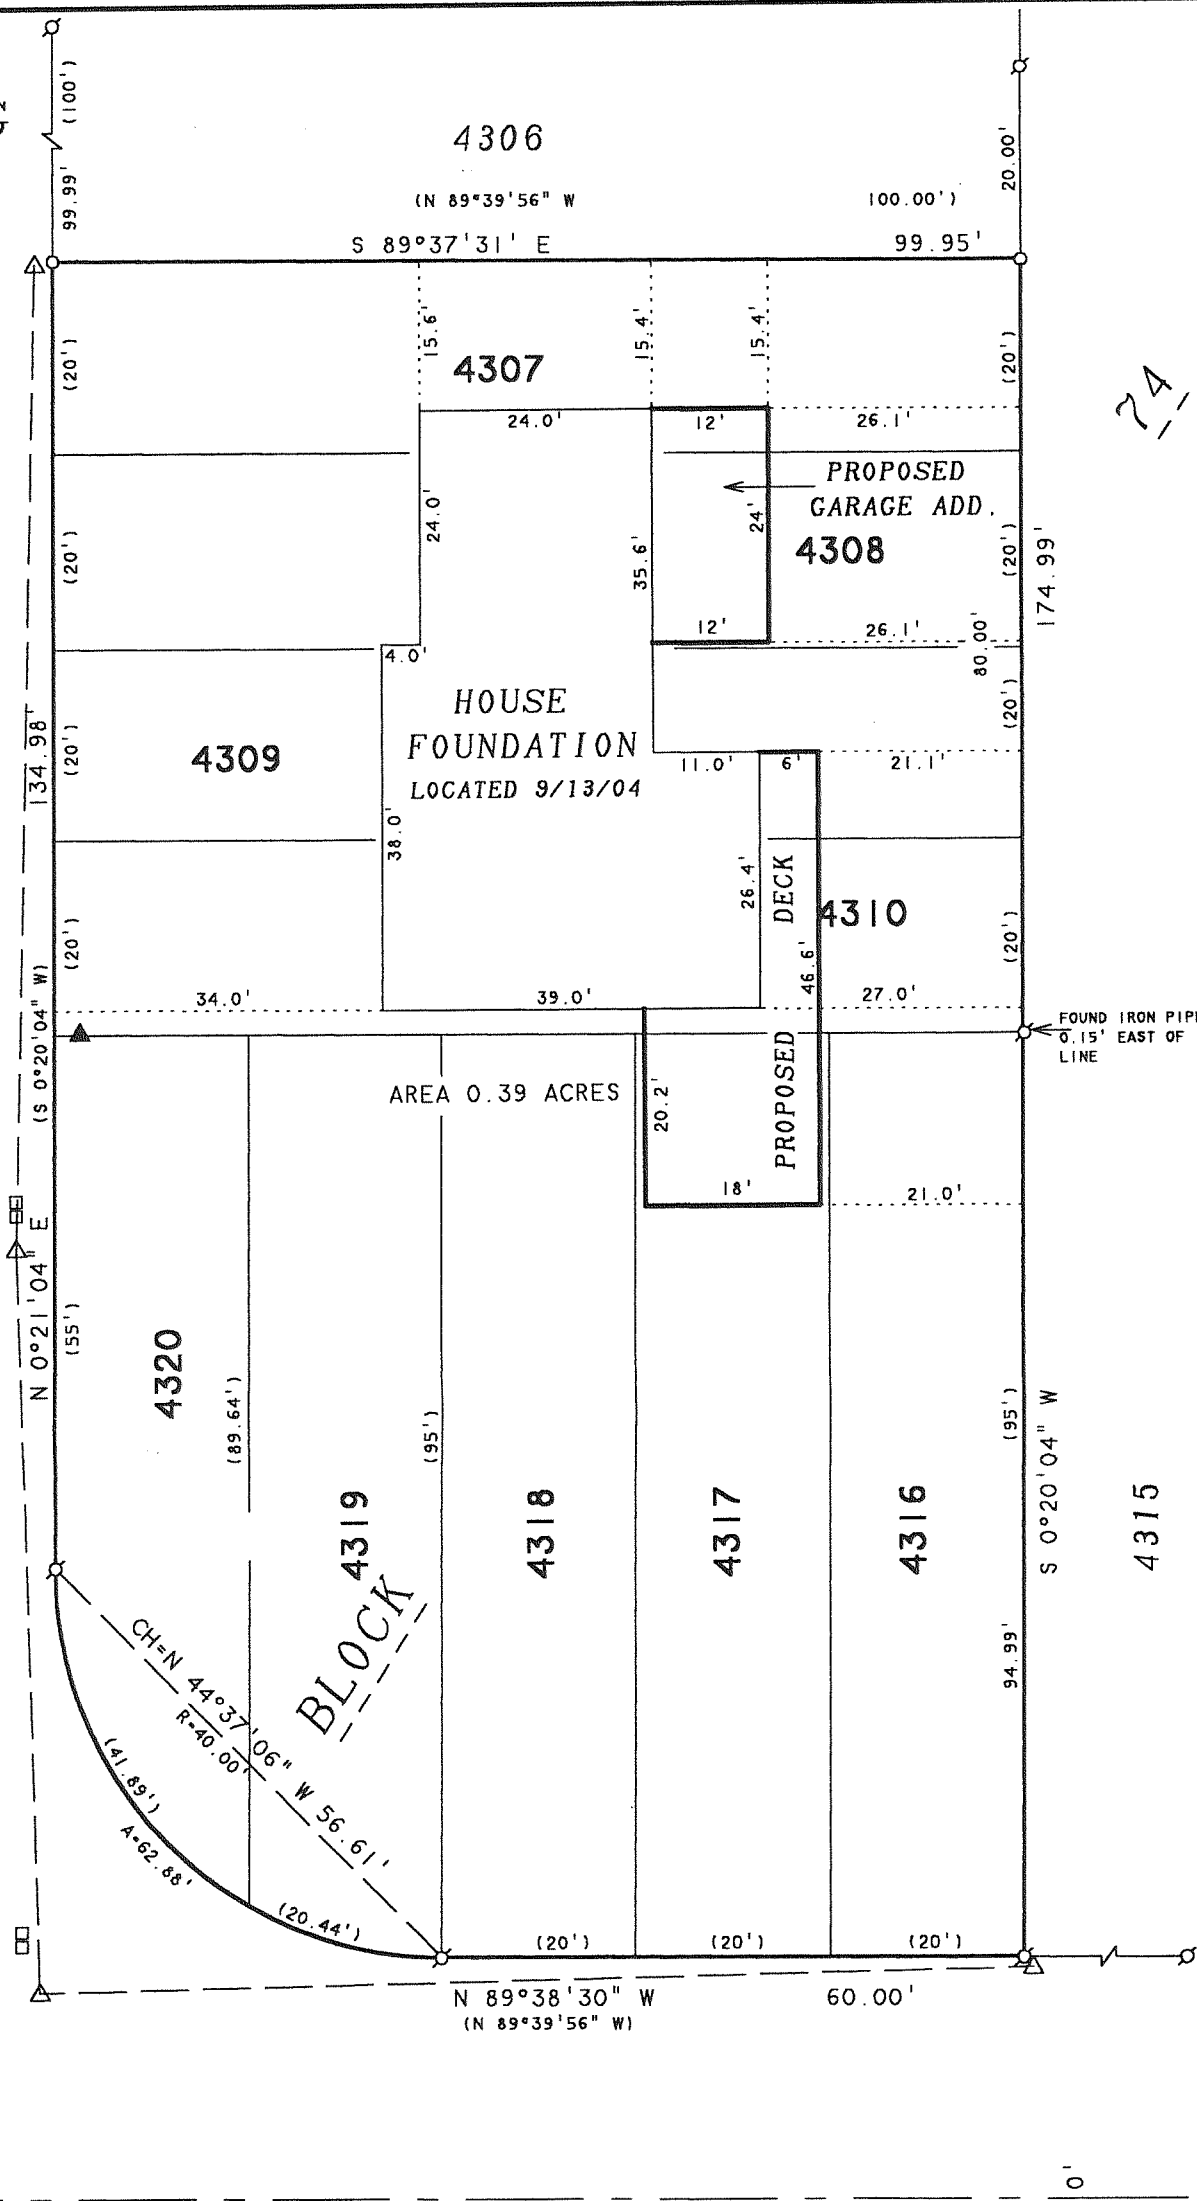 (100')
99.99'
4306
(N 89°39'56" W 100.00')
S 89°37'31' E 99.95'
20.00'
(20')
15.6'
15.4'
15.4'
(20')
4307
74
24.0'
12'
26.1'
PROPOSED
GARAGE ADD.
24.0'
24'
35.6'
4308
(20')
(20')
174.99'
12'
26.1'
80.00'
4.0'
HOUSE
FOUNDATION
LOCATED 9/13/04
4309
134.98'
(20')
(20')
11.0'
6'
21.1'
38.0'
26.4'
DECK
4310
46.6'
(20')
(20')
34.0'
39.0'
27.0'
(S 0°20'04" W)
FOUND IRON PIP
0.15' EAST OF
LINE
AREA 0.39 ACRES
20.2'
PROPOSED
18'
21.0'
N 0°21'04" E
(55')
4320
(89.64')
(95')
(95')
S 0°20'04" W
4319
4318
4317
4316
4315
BLOCK
CH=N 44°37'06" W 56.61'
R=40.00'
94.99'
(41.89')
A=62.88'
(20.44')
(20')
(20')
(20')
N 89°38'30" W 60.00'
(N 89°39'56" W)
0'